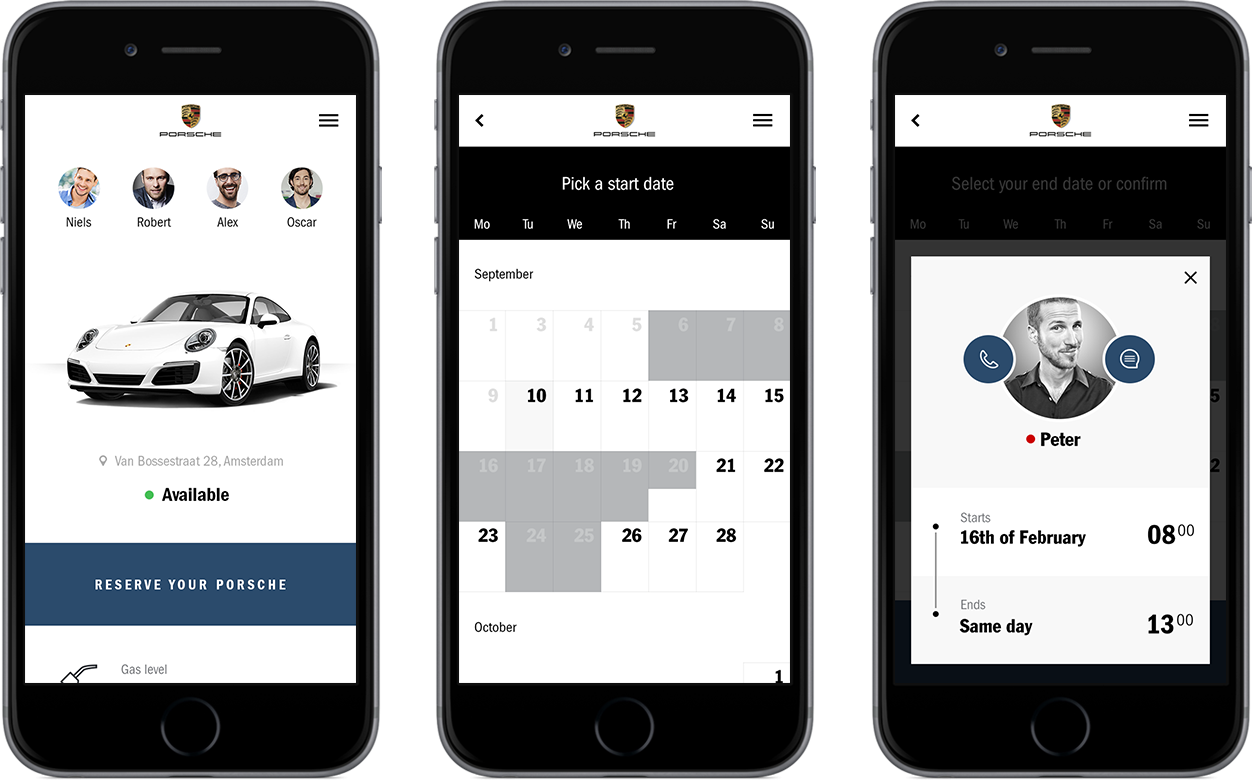 PORSCHE
Niels Robert Alex Oscar
Van Bossestraat 28, Amsterdam
Available
RESERVE YOUR PORSCHE
Gas level
PORSCHE
Pick a start date
Mo Tu We Th Fr Sa Su
September
1 3 4 5 6 7 8
9 10 11 12 13 14 15
16 17 18 19 20 21 22
23 24 25 26 27 28
October
1
PORSCHE
Select your end date or confirm
Mo Tu We Th Fr Sa Su
5
Peter
2
Starts
16th of February 08 00
Ends
Same day 13 00